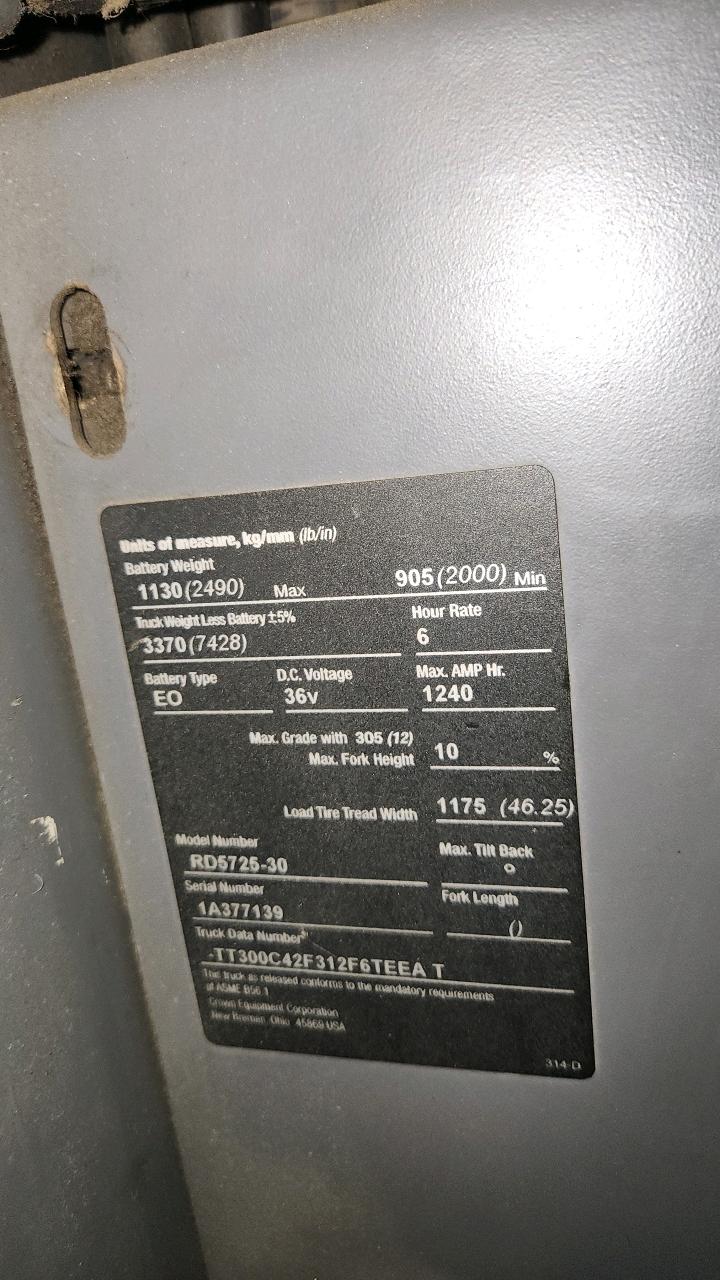 Units of measure, kg/mm (lb/in)
Battery Weight
1130 (2490) Max 905 (2000) Min
Truck Weight Less Battery ±5% Hour Rate
3370 (7428) 6
Battery Type D.C. Voltage Max. AMP Hr.
EO 36v 1240
Max. Grade with 305 (12)
Max. Fork Height 10 %
Load Tire Tread Width 1175 (46.25)
Model Number Max. Tilt Back
RD5725-30 °
Serial Number Fork Length
1A377139 ()
Truck Data Number
-TT300C42F312F6TEEA T
This truck as released conforms to the mandatory requirements
of ASME B56.1
Crown Equipment Corporation
New Bremen, Ohio 45869 USA
314-D